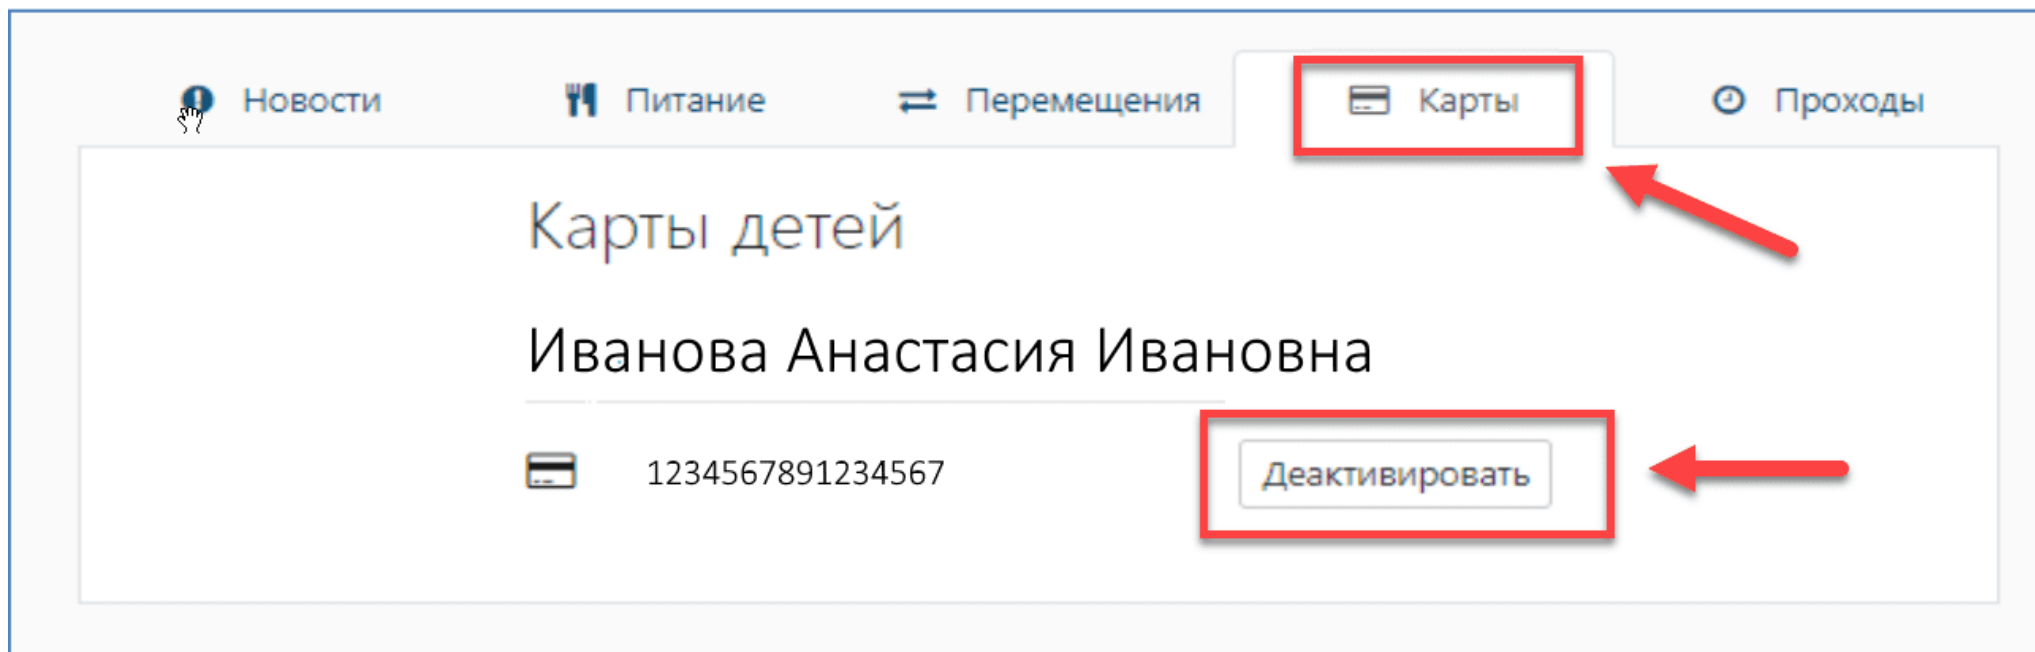 Новости Питание Перемещения Карты Проходы
Карты детей
Иванова Анастасия Ивановна
1234567891234567 Деактивировать